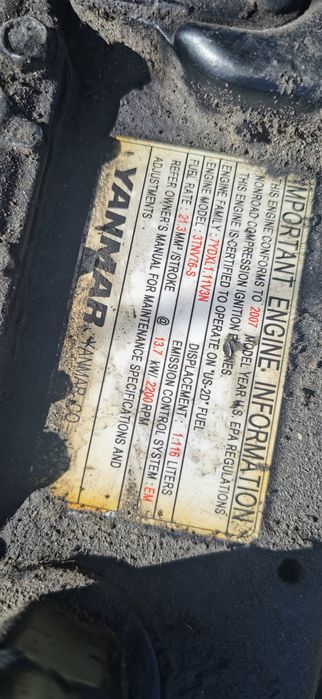 IMPORTANT ENGINE INFORMATION
THIS ENGINE CONFORMS TO 2007 MODEL YEAR U.S. EPA REGULATIONS
NONROAD COMPRESSION IGNITION ENGINES
THIS ENGINE IS CERTIFIED TO OPERATE ON "US-2D" FUEL
ENGINE FAMILY : 7YDXL1.11V3N
ENGINE MODEL : 3TNV76-S DISPLACEMENT : 1.116 LITERS
FUEL RATE : 21.3 MM³/STROKE @ 13.7 kW/ 2200 RPM
EMISSION CONTROL SYSTEM : EM
REFER OWNER'S MANUAL FOR MAINTENANCE SPECIFICATIONS AND
ADJUSTMENTS
YANMAR YANMAR CO.